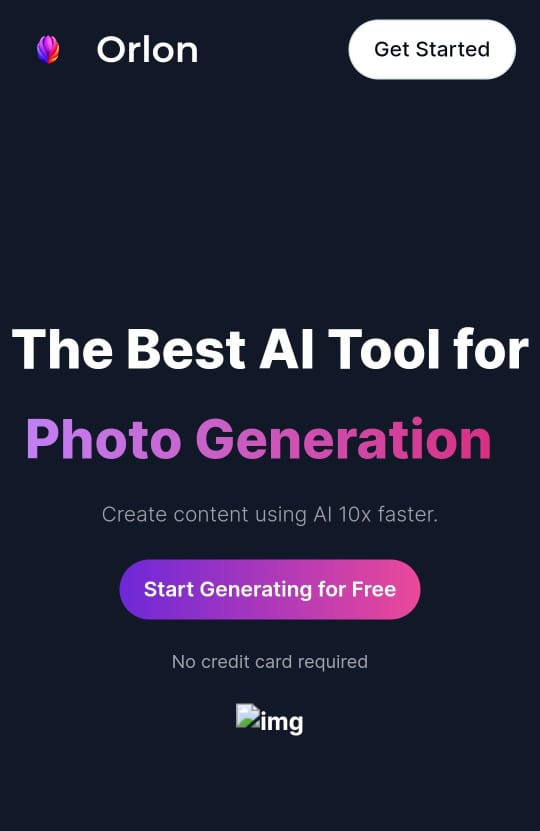 Orlon
Get Started
The Best AI Tool for
Photo Generation
Create content using AI 10x faster.
Start Generating for Free
No credit card required
img